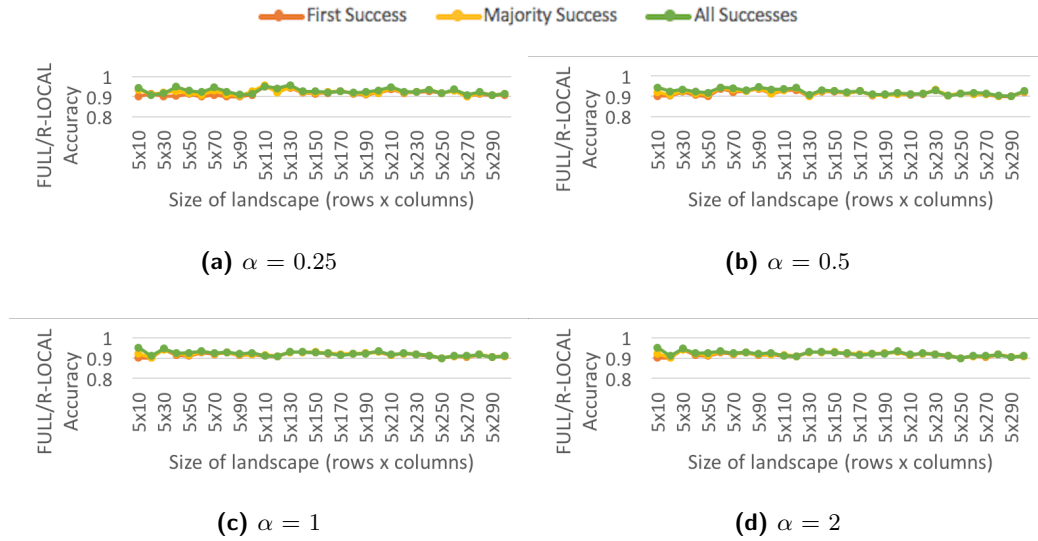 First Success Majority Success All Successes
FULL/R-LOCAL
Accuracy
1
0.9
0.8
5x10
5x30
5x50
5x70
5x90
5x110
5x130
5x150
5x170
5x190
5x210
5x230
5x250
5x270
5x290
Size of landscape (rows x columns)
(a) α = 0.25
FULL/R-LOCAL
Accuracy
1
0.9
0.8
5x10
5x30
5x50
5x70
5x90
5x110
5x130
5x150
5x170
5x190
5x210
5x230
5x250
5x270
5x290
Size of landscape (rows x columns)
(b) α = 0.5
FULL/R-LOCAL
Accuracy
1
0.9
0.8
5x10
5x30
5x50
5x70
5x90
5x110
5x130
5x150
5x170
5x190
5x210
5x230
5x250
5x270
5x290
Size of landscape (rows x columns)
(c) α = 1
FULL/R-LOCAL
Accuracy
1
0.9
0.8
5x10
5x30
5x50
5x70
5x90
5x110
5x130
5x150
5x170
5x190
5x210
5x230
5x250
5x270
5x290
Size of landscape (rows x columns)
(d) α = 2